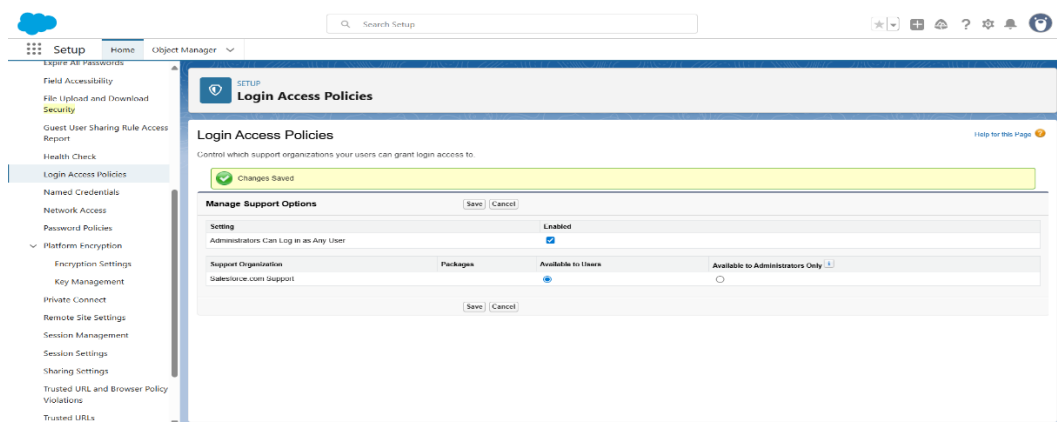 Search Setup
Setup
Home
Object Manager
Expire All Passwords
Field Accessibility
File Upload and Download
Security
Guest User Sharing Rule Access
Report
Health Check
Login Access Policies
Named Credentials
Network Access
Password Policies
Platform Encryption
Encryption Settings
Key Management
Private Connect
Remote Site Settings
Session Management
Session Settings
Sharing Settings
Trusted URL and Browser Policy
Violations
Trusted URLs
SETUP
Login Access Policies
Login Access Policies
Help for this Page
Control which support organizations your users can grant login access to.
Changes Saved
Manage Support Options
Save Cancel
Setting Enabled
Administrators Can Log in as Any User
Support Organization Packages Available to Users Available to Administrators Only i
Salesforce.com Support
Save Cancel